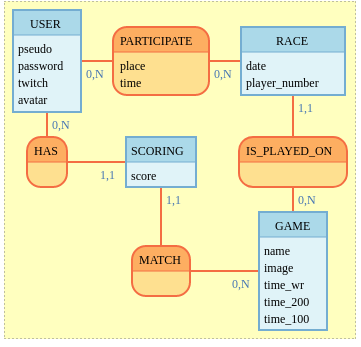 USER
pseudo
password
twitch
avatar
PARTICIPATE
place
time
RACE
date
player_number
0,N
0,N
1,1
0,N
HAS
SCORING
score
IS_PLAYED_ON
1,1
1,1
0,N
MATCH
GAME
name
image
time_wr
time_200
time_100
0,N